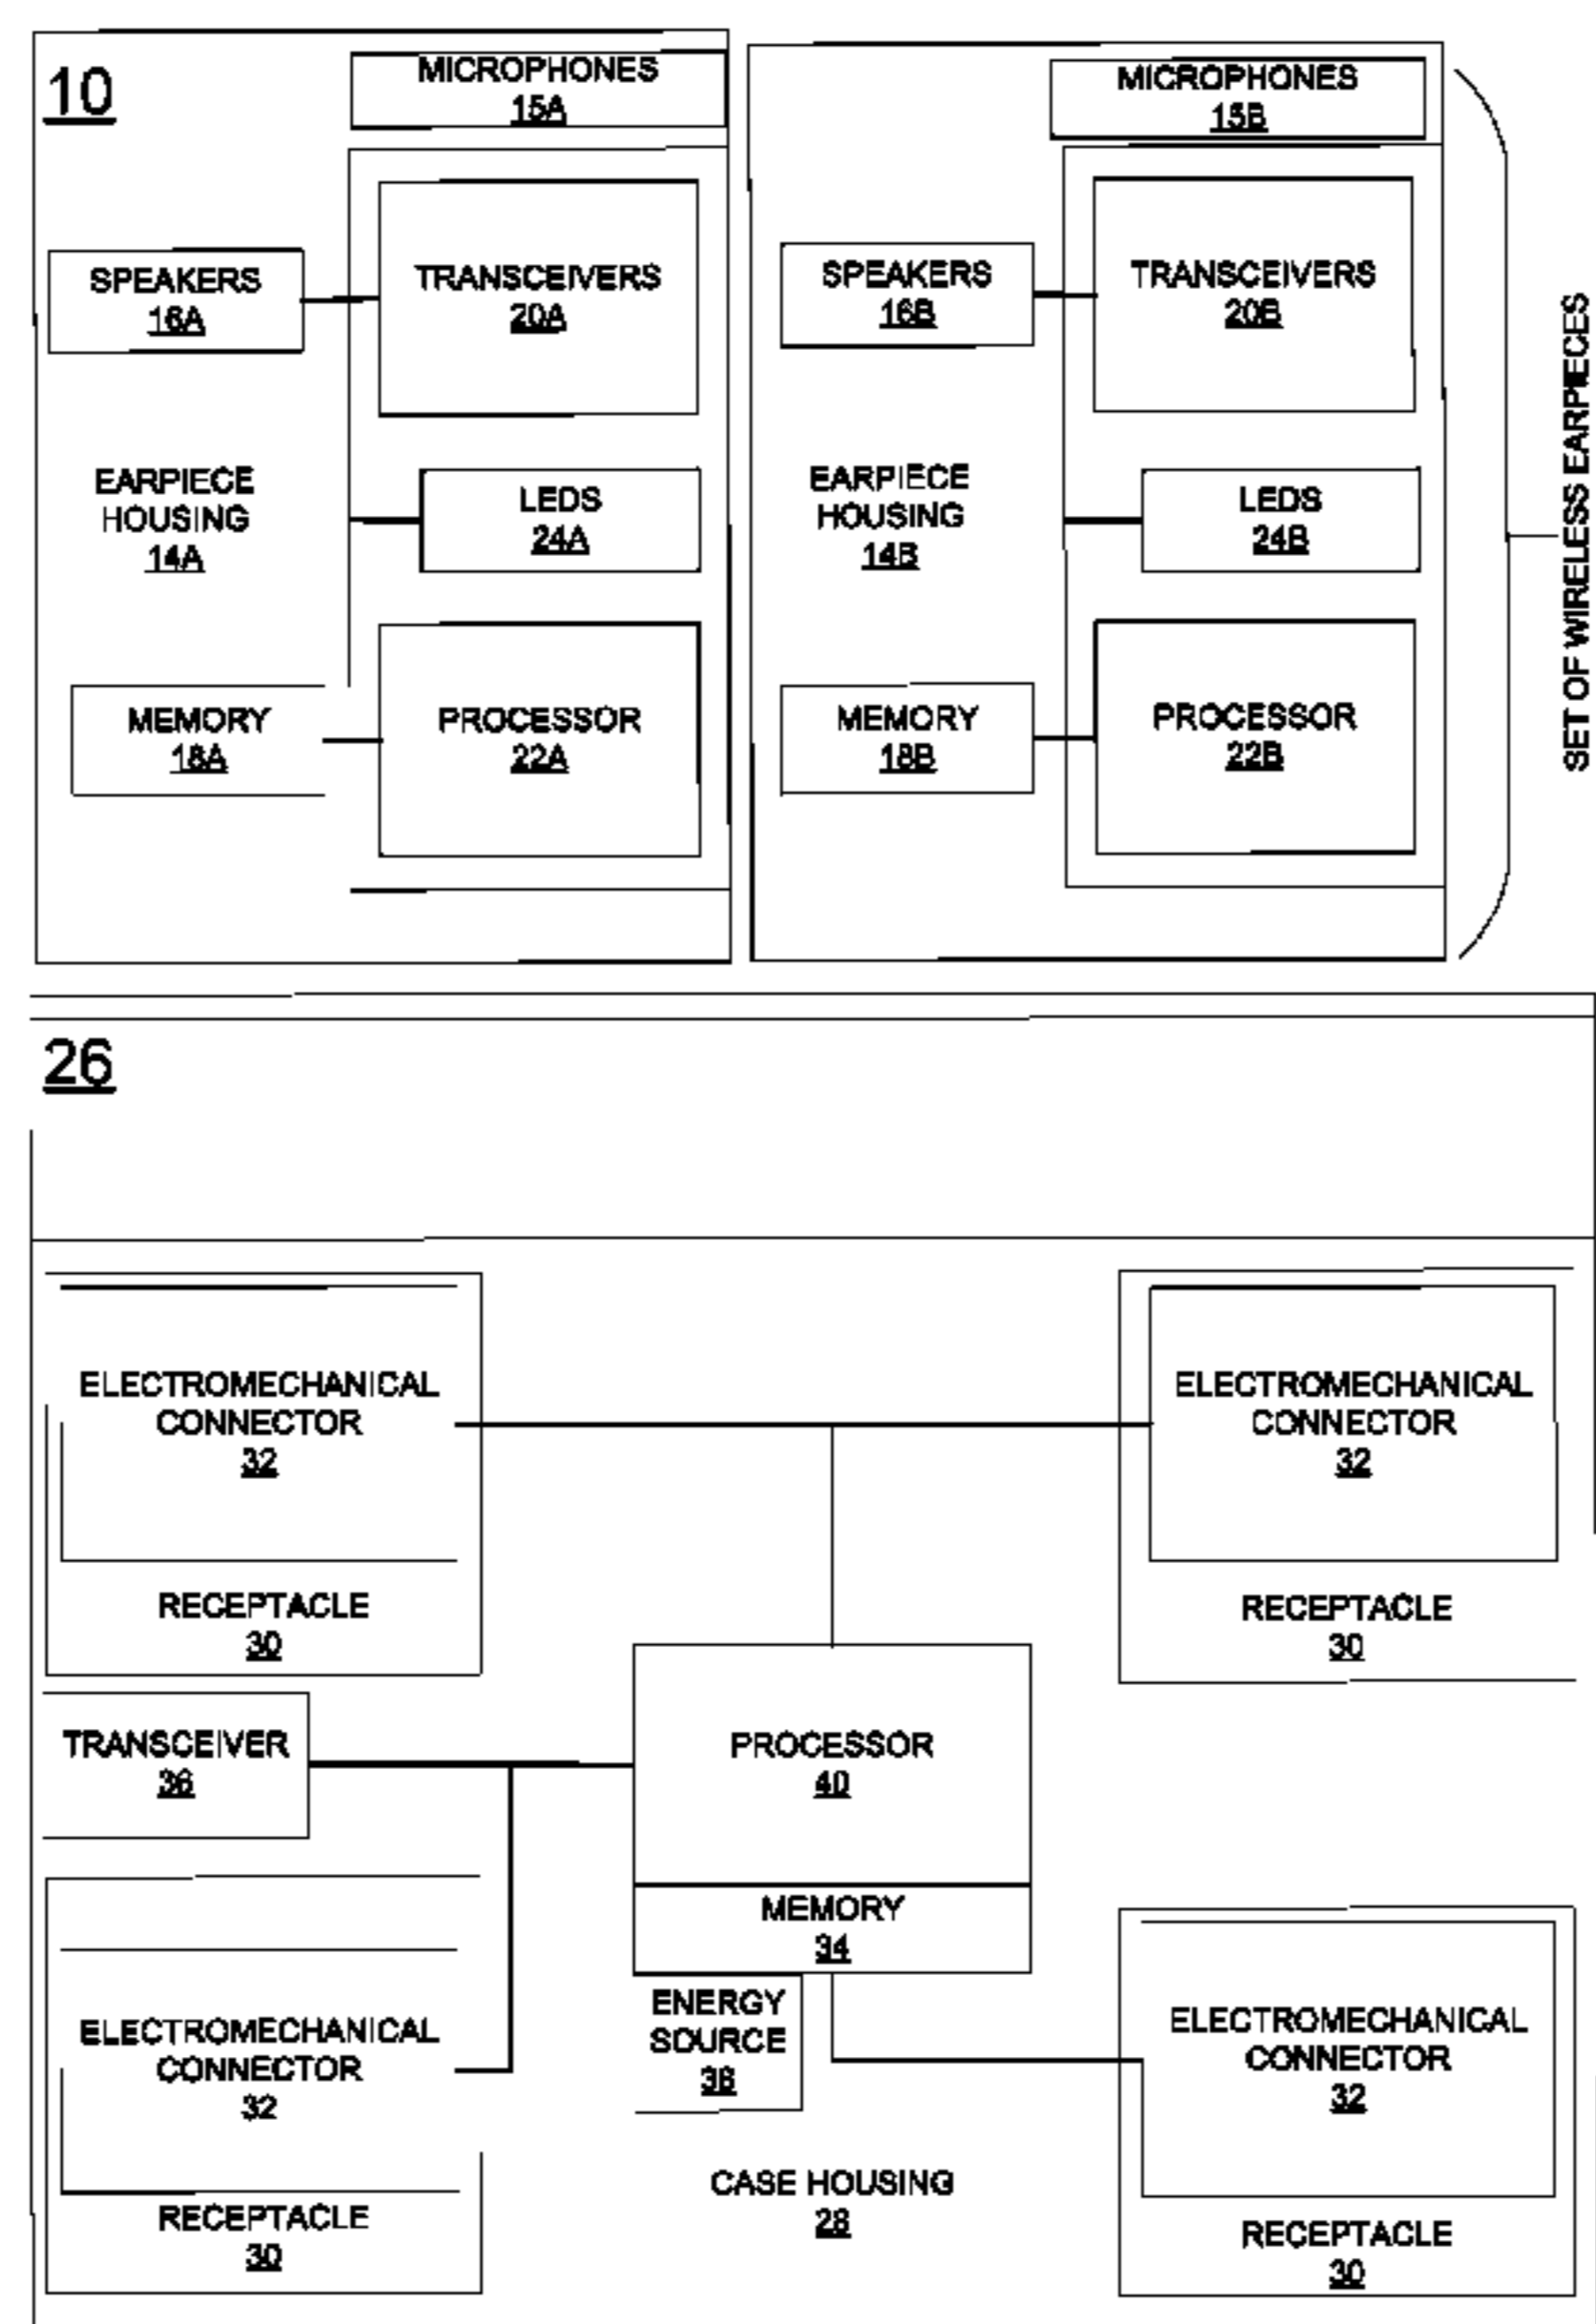 10
MICROPHONES
15A
SPEAKERS
16A
TRANSCEIVERS
20A
EARPIECE
HOUSING
14A
LEDS
24A
MEMORY
18A
PROCESSOR
22A
MICROPHONES
15B
SPEAKERS
16B
TRANSCEIVERS
20B
EARPIECE
HOUSING
14B
LEDS
24B
MEMORY
18B
PROCESSOR
22B
SET OF WIRELESS EARPIECES
26
ELECTROMECHANICAL
CONNECTOR
32
RECEPTACLE
30
ELECTROMECHANICAL
CONNECTOR
32
RECEPTACLE
30
TRANSCEIVER
36
PROCESSOR
40
MEMORY
34
ENERGY
SOURCE
38
ELECTROMECHANICAL
CONNECTOR
32
RECEPTACLE
30
CASE HOUSING
28
ELECTROMECHANICAL
CONNECTOR
32
RECEPTACLE
30